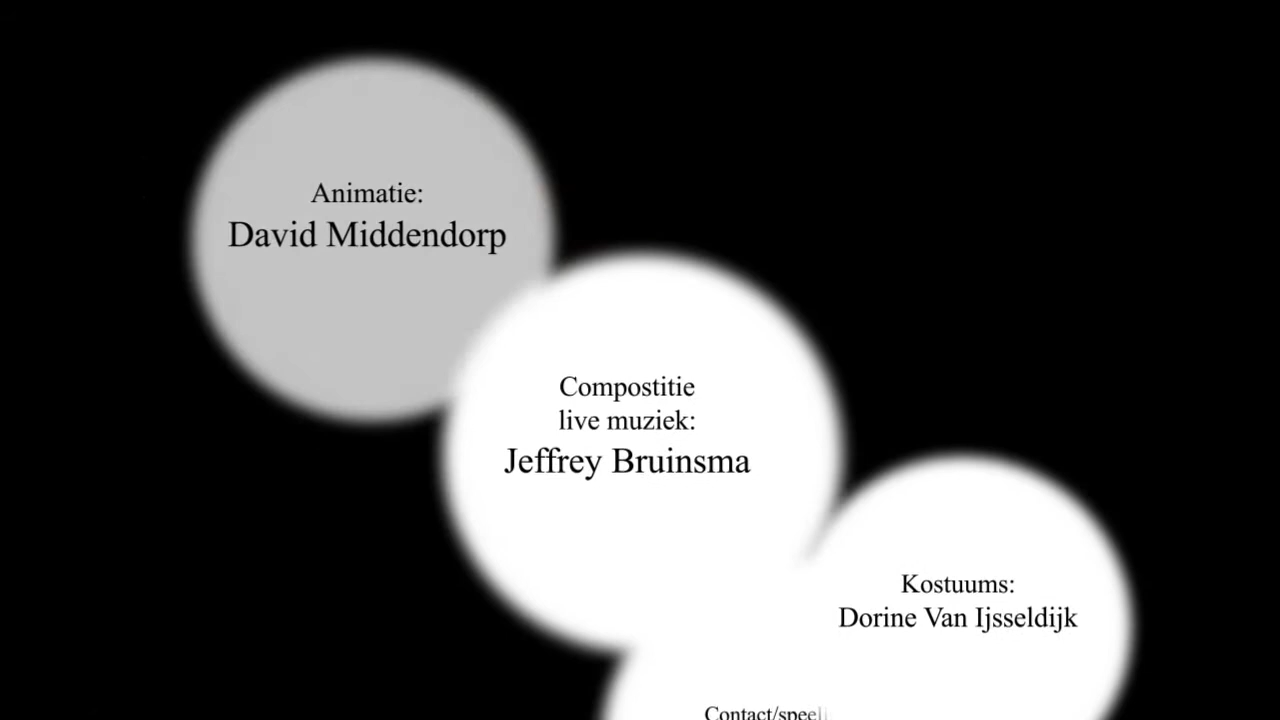 Animatie:
David Middendorp
Compostitie
live muziek:
Jeffrey Bruinsma
Kostuums:
Dorine Van Ijsseldijk